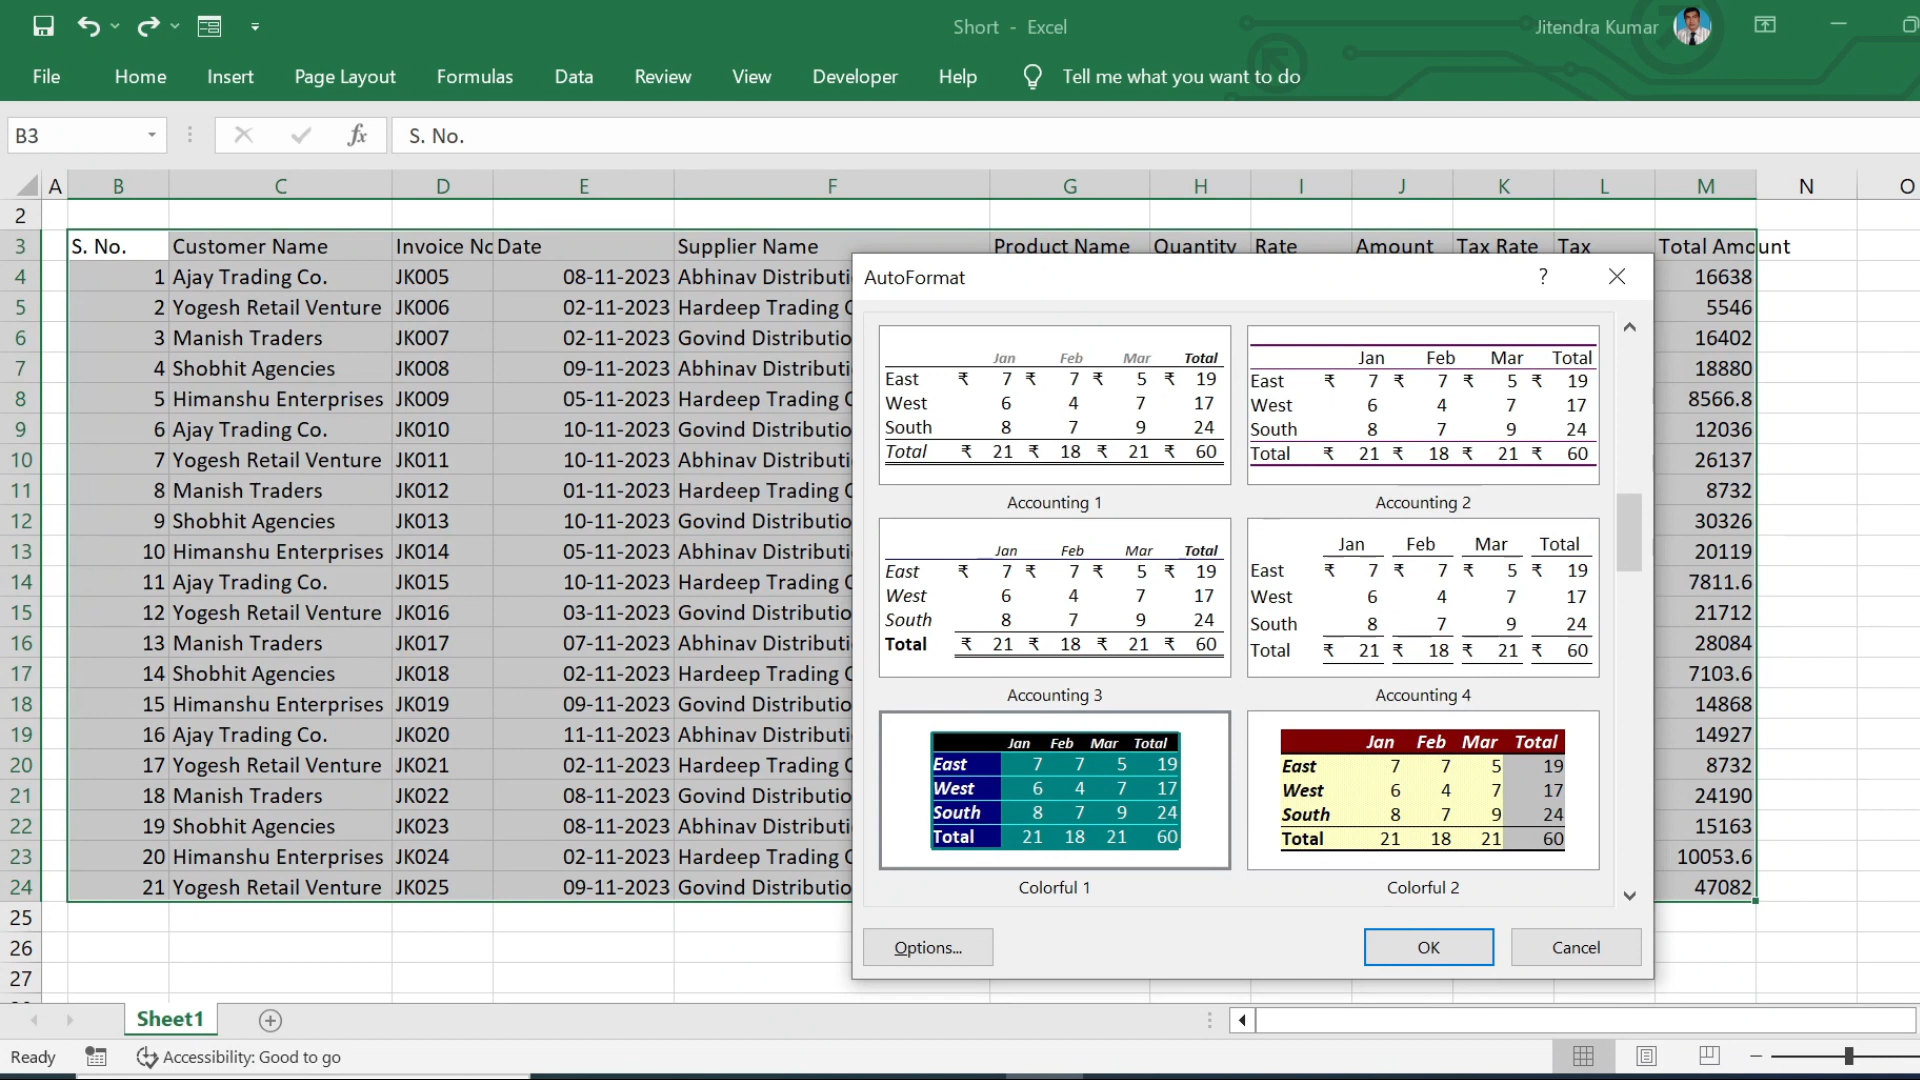 Short - Excel
Jitendra Kumar
File Home Insert Page Layout Formulas Data Review View Developer Help Tell me what you want to do
B3 fx S. No.
A B C D E F G H I J K L M N O
2
3 S. No. Customer Name Invoice No Date Supplier Name Product Name Quantity Rate Amount Tax Rate Tax Total Amount
4 1 Ajay Trading Co. JK005 08-11-2023 Abhinav Distributi 16638
5 2 Yogesh Retail Venture JK006 02-11-2023 Hardeep Trading C 5546
6 3 Manish Traders JK007 02-11-2023 Govind Distributio 16402
7 4 Shobhit Agencies JK008 09-11-2023 Abhinav Distributi 18880
8 5 Himanshu Enterprises JK009 05-11-2023 Hardeep Trading C 8566.8
9 6 Ajay Trading Co. JK010 10-11-2023 Govind Distributio 12036
10 7 Yogesh Retail Venture JK011 10-11-2023 Abhinav Distributi 26137
11 8 Manish Traders JK012 01-11-2023 Hardeep Trading C 8732
12 9 Shobhit Agencies JK013 10-11-2023 Govind Distributio 30326
13 10 Himanshu Enterprises JK014 05-11-2023 Abhinav Distributi 20119
14 11 Ajay Trading Co. JK015 10-11-2023 Hardeep Trading C 7811.6
15 12 Yogesh Retail Venture JK016 03-11-2023 Govind Distributio 21712
16 13 Manish Traders JK017 07-11-2023 Abhinav Distributi 28084
17 14 Shobhit Agencies JK018 02-11-2023 Hardeep Trading C 7103.6
18 15 Himanshu Enterprises JK019 09-11-2023 Govind Distributio 14868
19 16 Ajay Trading Co. JK020 11-11-2023 Abhinav Distributi 14927
20 17 Yogesh Retail Venture JK021 02-11-2023 Hardeep Trading C 8732
21 18 Manish Traders JK022 08-11-2023 Govind Distributio 24190
22 19 Shobhit Agencies JK023 08-11-2023 Abhinav Distributi 15163
23 20 Himanshu Enterprises JK024 02-11-2023 Hardeep Trading C 10053.6
24 21 Yogesh Retail Venture JK025 09-11-2023 Govind Distributio 47082
25
26
27
AutoFormat ?
Jan Feb Mar Total
East ₹ 7 ₹ 7 ₹ 5 ₹ 19
West 6 4 7 17
South 8 7 9 24
Total ₹ 21 ₹ 18 ₹ 21 ₹ 60
Accounting 1
Jan Feb Mar Total
East ₹ 7 ₹ 7 ₹ 5 ₹ 19
West 6 4 7 17
South 8 7 9 24
Total ₹ 21 ₹ 18 ₹ 21 ₹ 60
Accounting 2
Jan Feb Mar Total
East ₹ 7 ₹ 7 ₹ 5 ₹ 19
West 6 4 7 17
South 8 7 9 24
Total ₹ 21 ₹ 18 ₹ 21 ₹ 60
Accounting 3
Jan Feb Mar Total
East ₹ 7 ₹ 7 ₹ 5 ₹ 19
West 6 4 7 17
South 8 7 9 24
Total ₹ 21 ₹ 18 ₹ 21 ₹ 60
Accounting 4
Jan Feb Mar Total
East 7 7 5 19
West 6 4 7 17
South 8 7 9 24
Total 21 18 21 60
Colorful 1
Jan Feb Mar Total
East 7 7 5 19
West 6 4 7 17
South 8 7 9 24
Total 21 18 21 60
Colorful 2
Options... OK Cancel
Sheet1
Ready Accessibility: Good to go